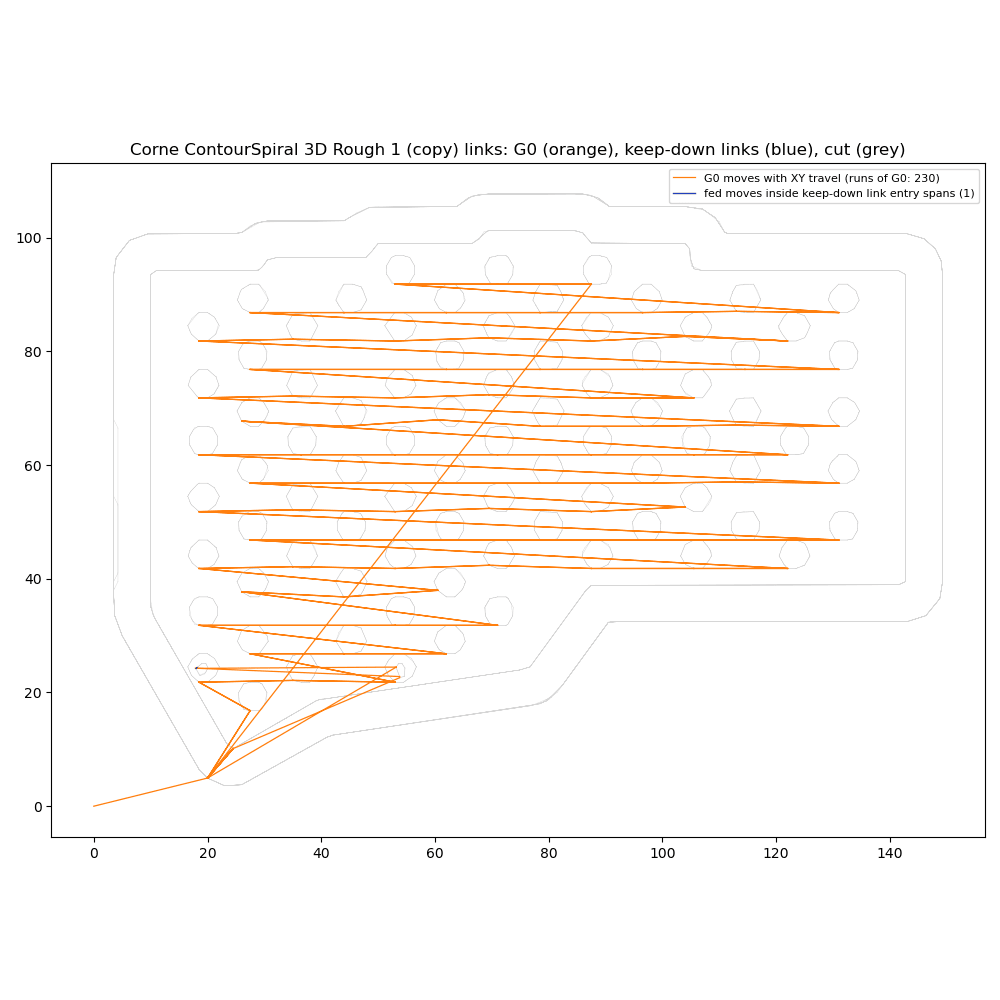 Corne ContourSpiral 3D Rough 1 (copy) links: G0 (orange), keep-down links (blue), cut (grey)
G0 moves with XY travel (runs of G0: 230)
fed moves inside keep-down link entry spans (1)
100
80
60
40
20
0
0 20 40 60 80 100 120 140